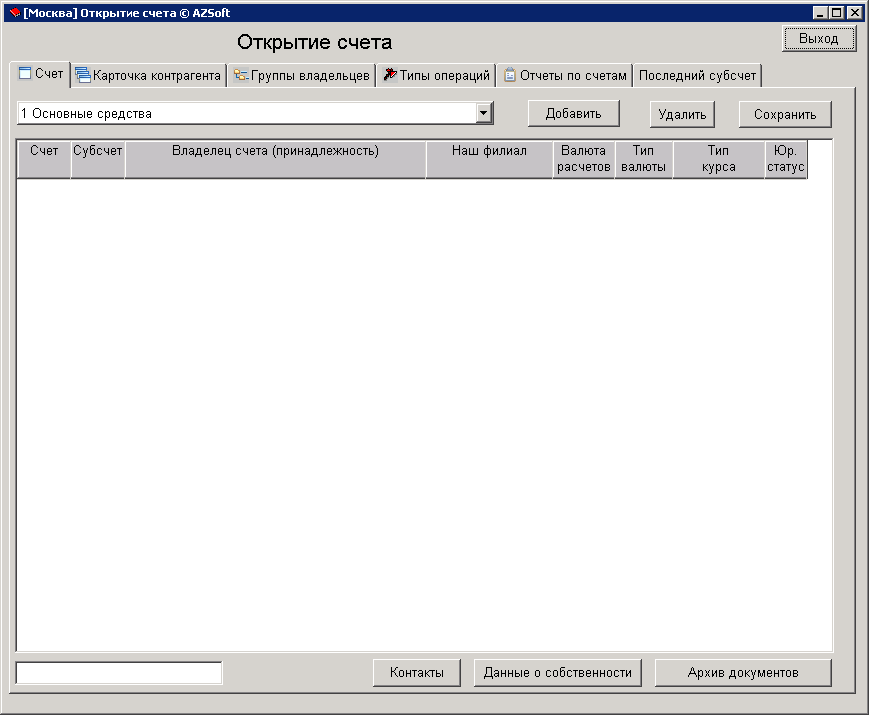 [Москва] Открытие счета © AZSoft
Открытие счета
Выход
Счет
Карточка контрагента
Группы владельцев
Типы операций
Отчеты по счетам
Последний субсчет
1 Основные средства
Добавить
Удалить
Сохранить
Счет
Субсчет
Владелец счета (принадлежность)
Наш филиал
Валюта
расчетов
Тип
валюты
Тип
курса
Юр.
статус
Контакты
Данные о собственности
Архив документов